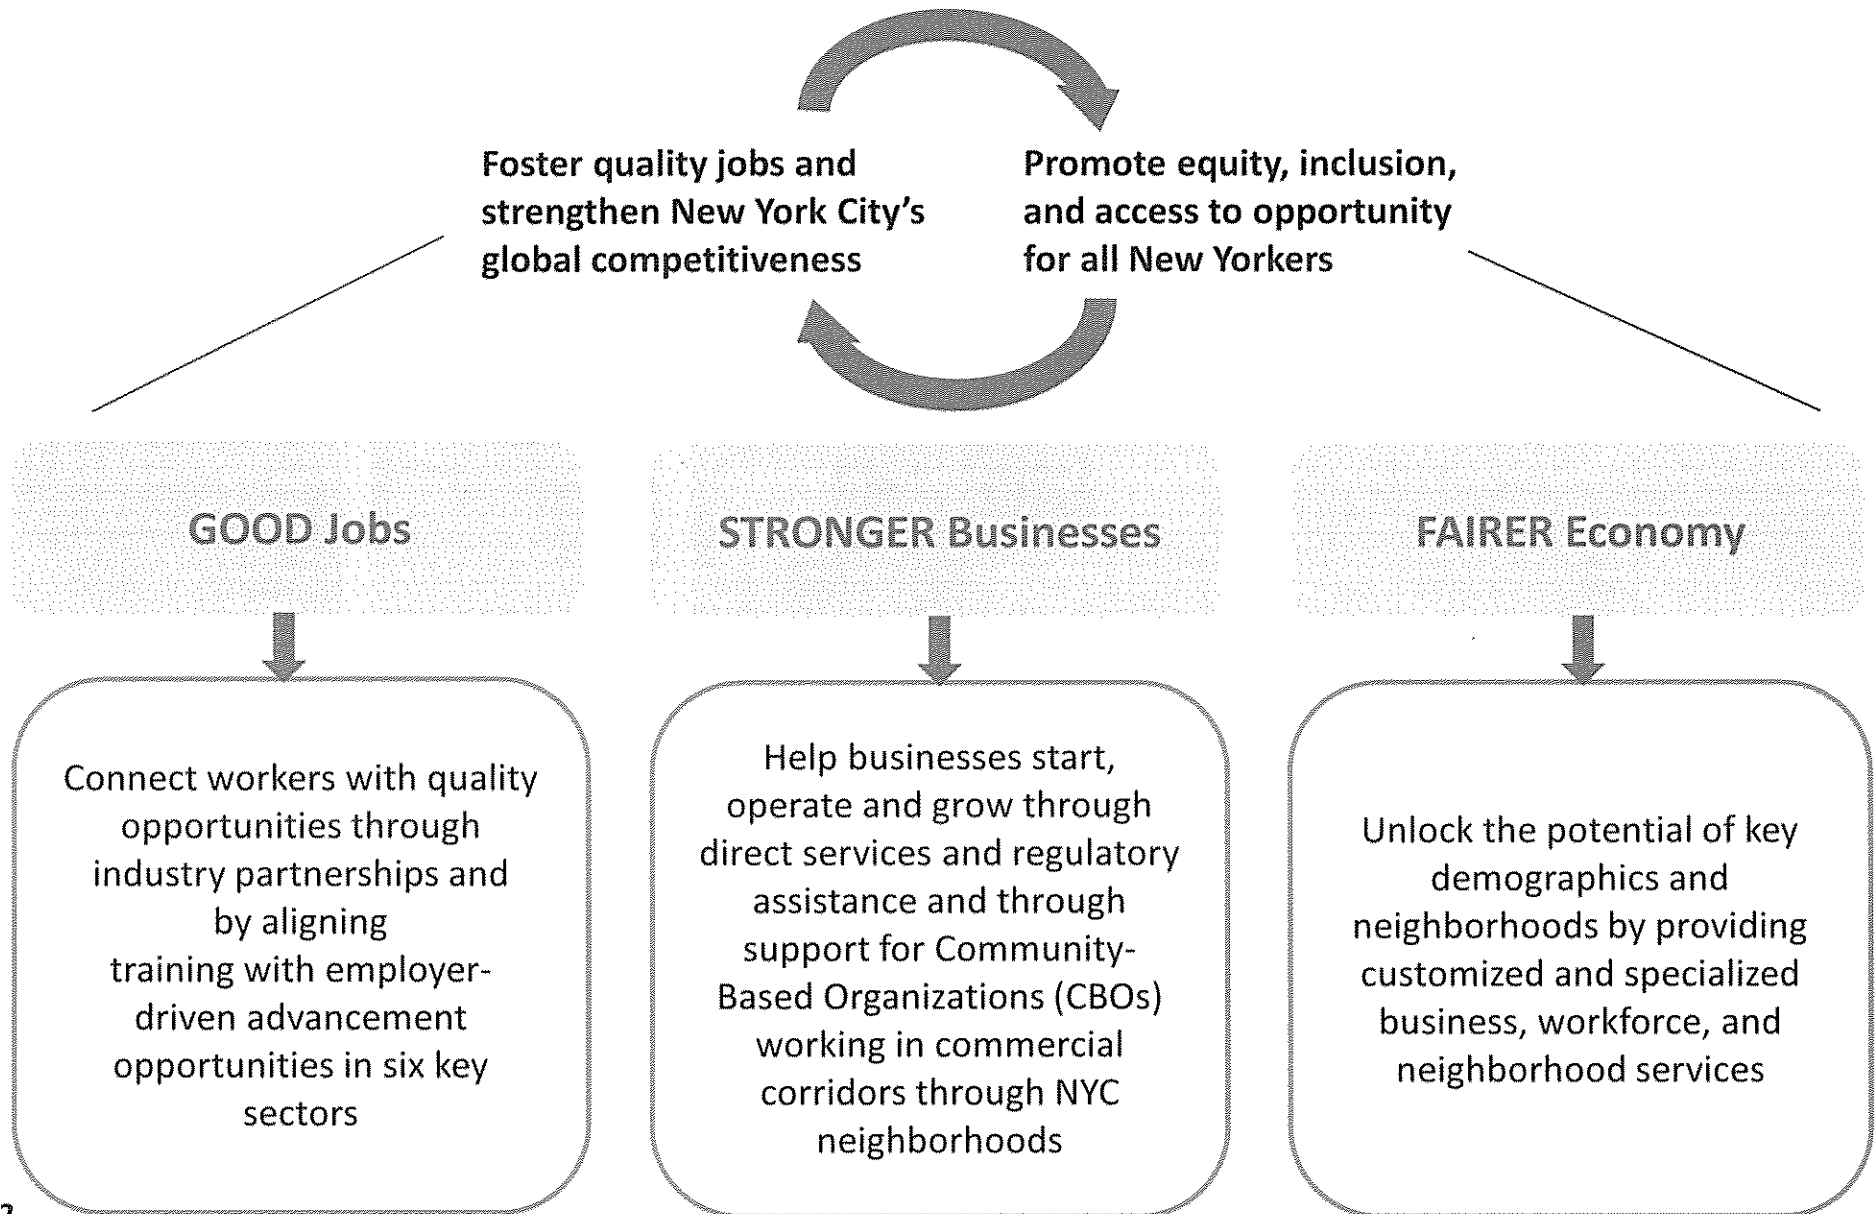 Foster quality jobs and
strengthen New York City's
global competitiveness
Promote equity, inclusion,
and access to opportunity
for all New Yorkers
GOOD Jobs
STRONGER Businesses
FAIRER Economy
Connect workers with quality
opportunities through
industry partnerships and
by aligning
training with employer-
driven advancement
opportunities in six key
sectors
Help businesses start,
operate and grow through
direct services and regulatory
assistance and through
support for Community-
Based Organizations (CBOs)
working in commercial
corridors through NYC
neighborhoods
Unlock the potential of key
demographics and
neighborhoods by providing
customized and specialized
business, workforce, and
neighborhood services